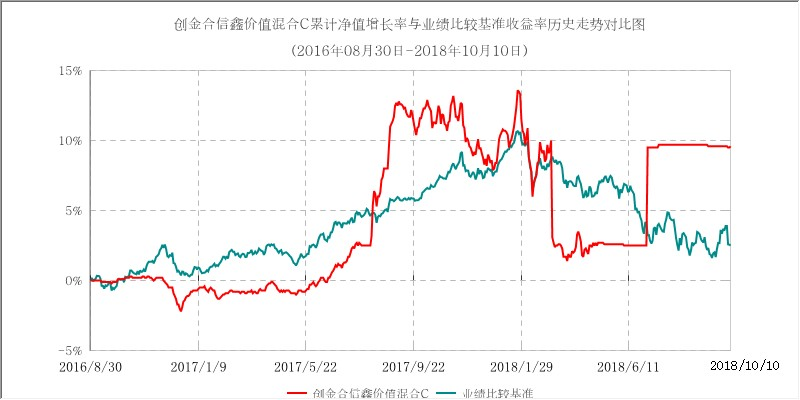 创金合信鑫价值混合C累计净值增长率与业绩比较基准收益率历史走势对比图
(2016年08月30日-2018年10月10日)
15%
10%
5%
0%
-5%
2016/8/30 2017/1/9 2017/5/22 2017/9/22 2018/1/29 2018/6/11 2018/10/10
创金合信鑫价值混合C 业绩比较基准